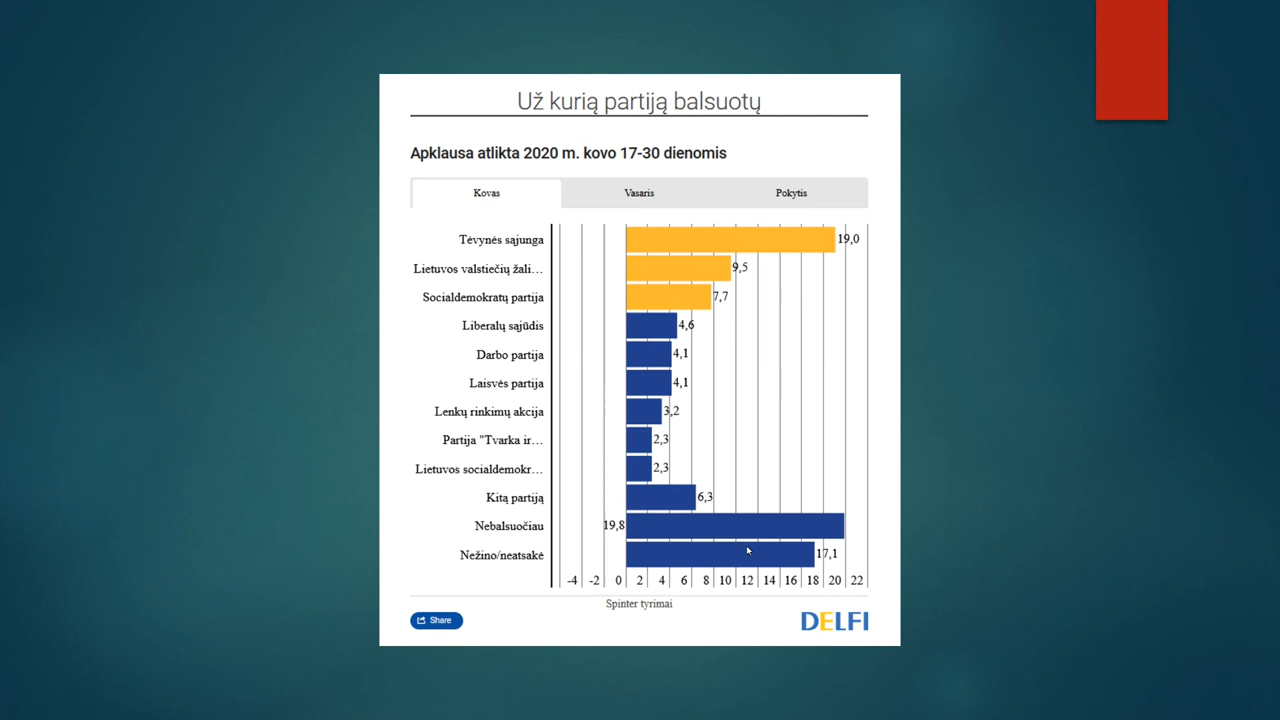 Už kurią partiją balsuotų
Apklausa atlikta 2020 m. kovo 17-30 dienomis
Kovas Vasaris Pokytis
Tėvynės sąjunga 19,0
Lietuvos valstiečių žali... 9,5
Socialdemokratų partija 7,7
Liberalų sąjūdis 4,6
Darbo partija 4,1
Laisvės partija 4,1
Lenkų rinkimų akcija 3,2
Partija "Tvarka ir... 2,3
Lietuvos socialdemokr... 2,3
Kitą partiją 6,3
Nebalsuočiau 19,8
Nežino/neatsakė 17,1
-4 -2 0 2 4 6 8 10 12 14 16 18 20 22
Spinter tyrimai
Share
DELFI